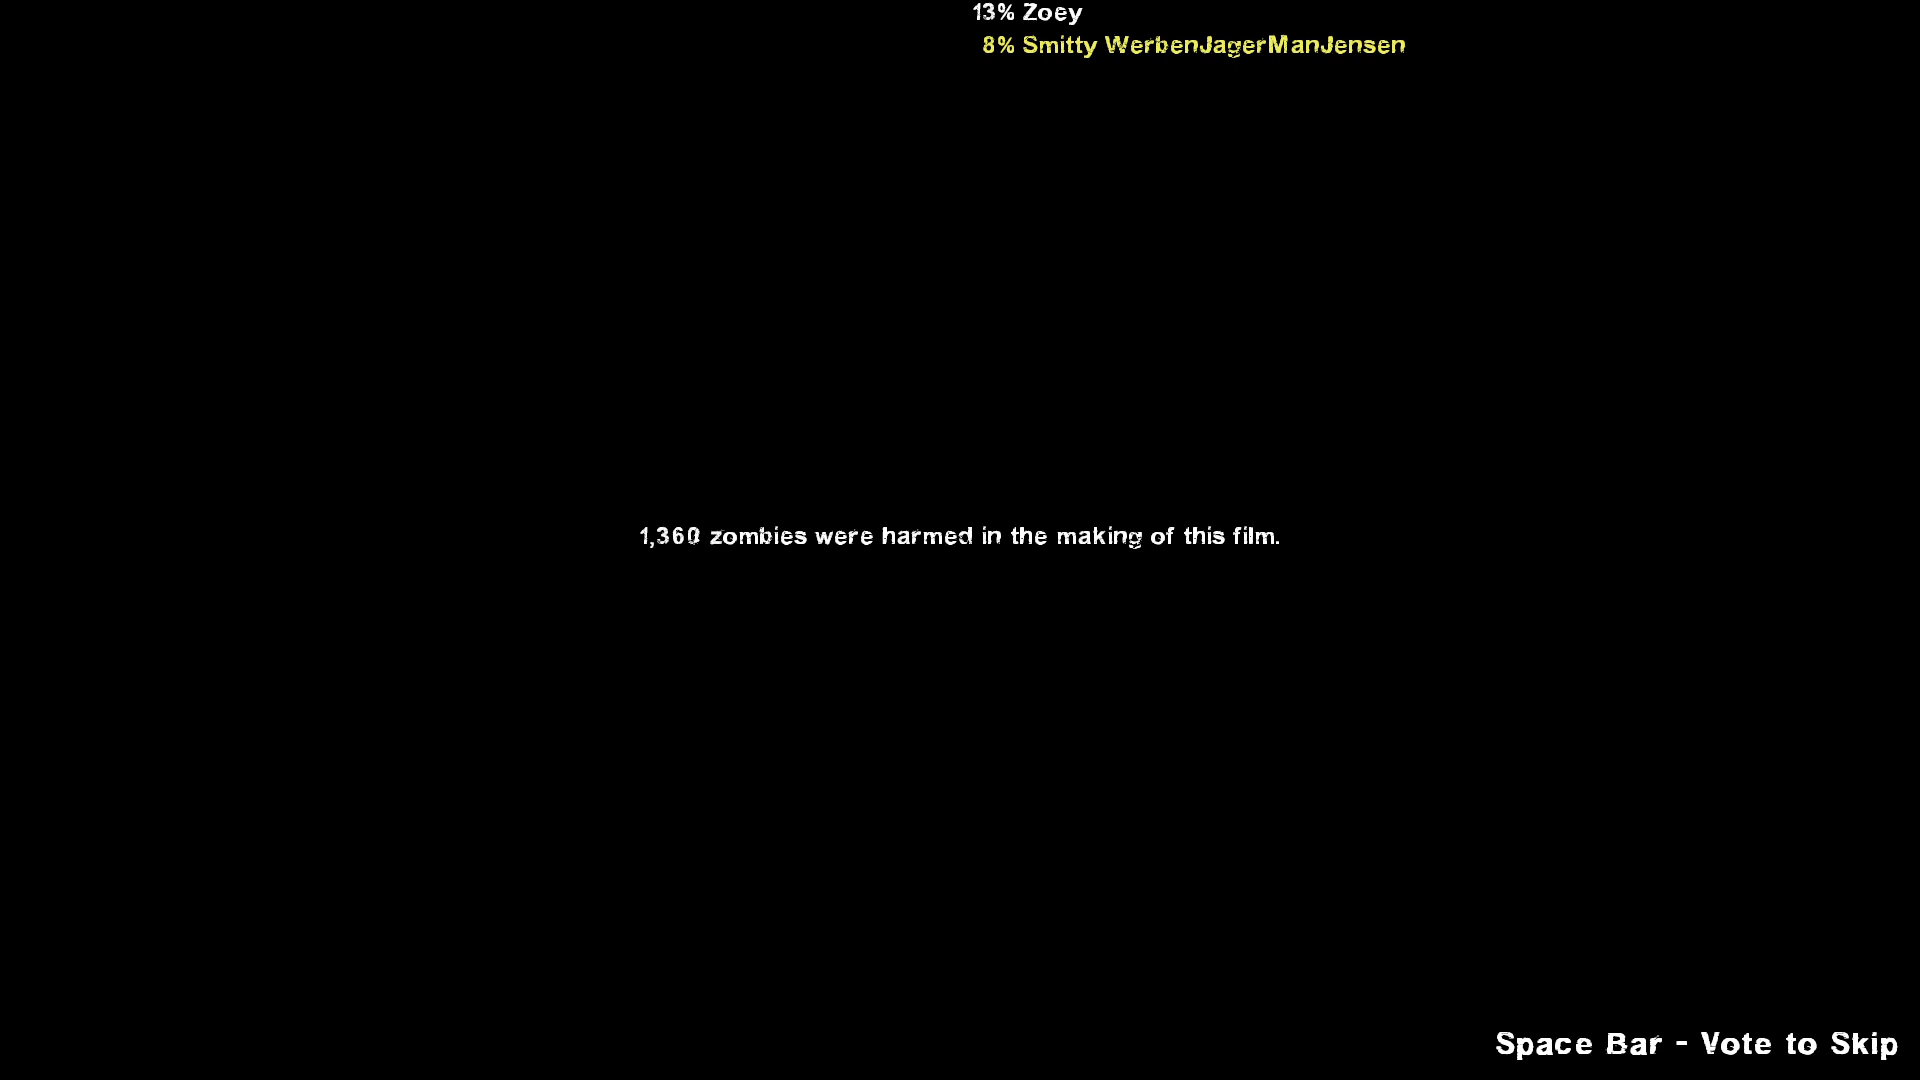 13% Zoey
8% Smitty WerbenJagerManJensen
1,360 zombies were harmed in the making of this film.
Space Bar - Vote to Skip